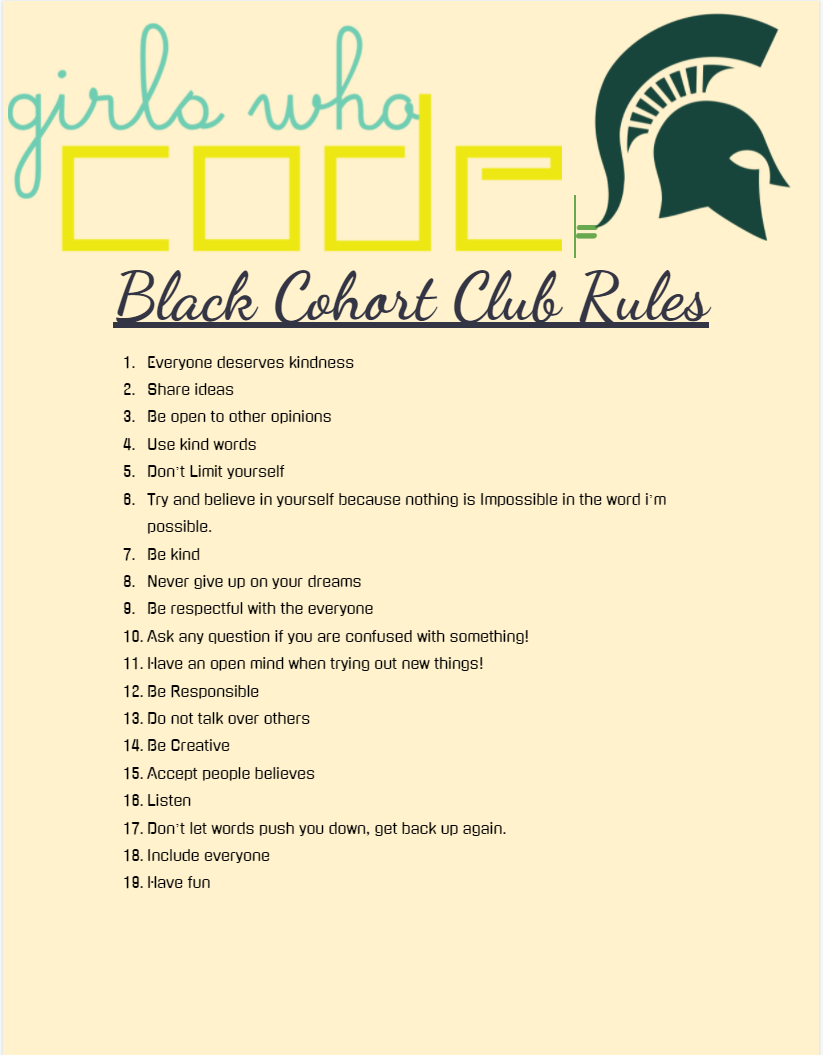 girls who
code
Black Cohort Club Rules
1. Everyone deserves kindness
2. Share ideas
3. Be open to other opinions
4. Use kind words
5. Don't Limit yourself
6. Try and believe in yourself because nothing is Impossible in the word i'm
possible.
7. Be kind
8. Never give up on your dreams
9. Be respectful with the everyone
10. Ask any question if you are confused with something!
11. Have an open mind when trying out new things!
12. Be Responsible
13. Do not talk over others
14. Be Creative
15. Accept people believes
16. Listen
17. Don't let words push you down, get back up again.
18. Include everyone
19. Have fun